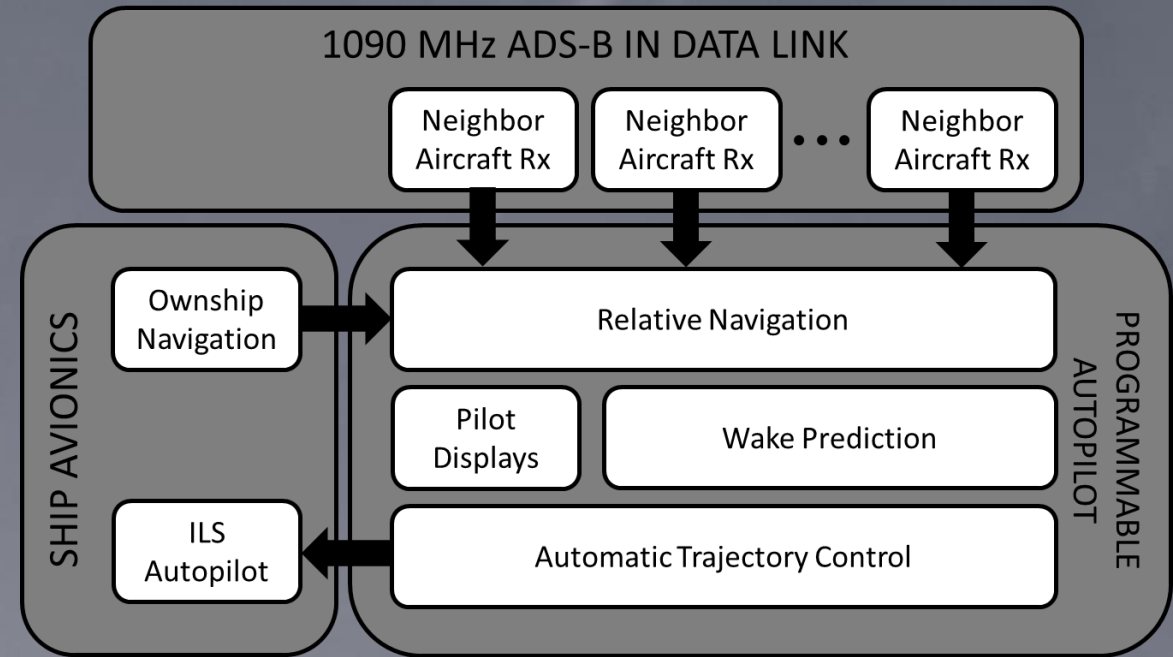 1090 MHz ADS-B IN DATA LINK
Neighbor
Aircraft Rx
Neighbor
Aircraft Rx
•••
Neighbor
Aircraft Rx
SHIP AVIONICS
Ownship
Navigation
ILS
Autopilot
Relative Navigation
Pilot
Displays
Wake Prediction
Automatic Trajectory Control
PROGRAMMABLE
AUTOPILOT